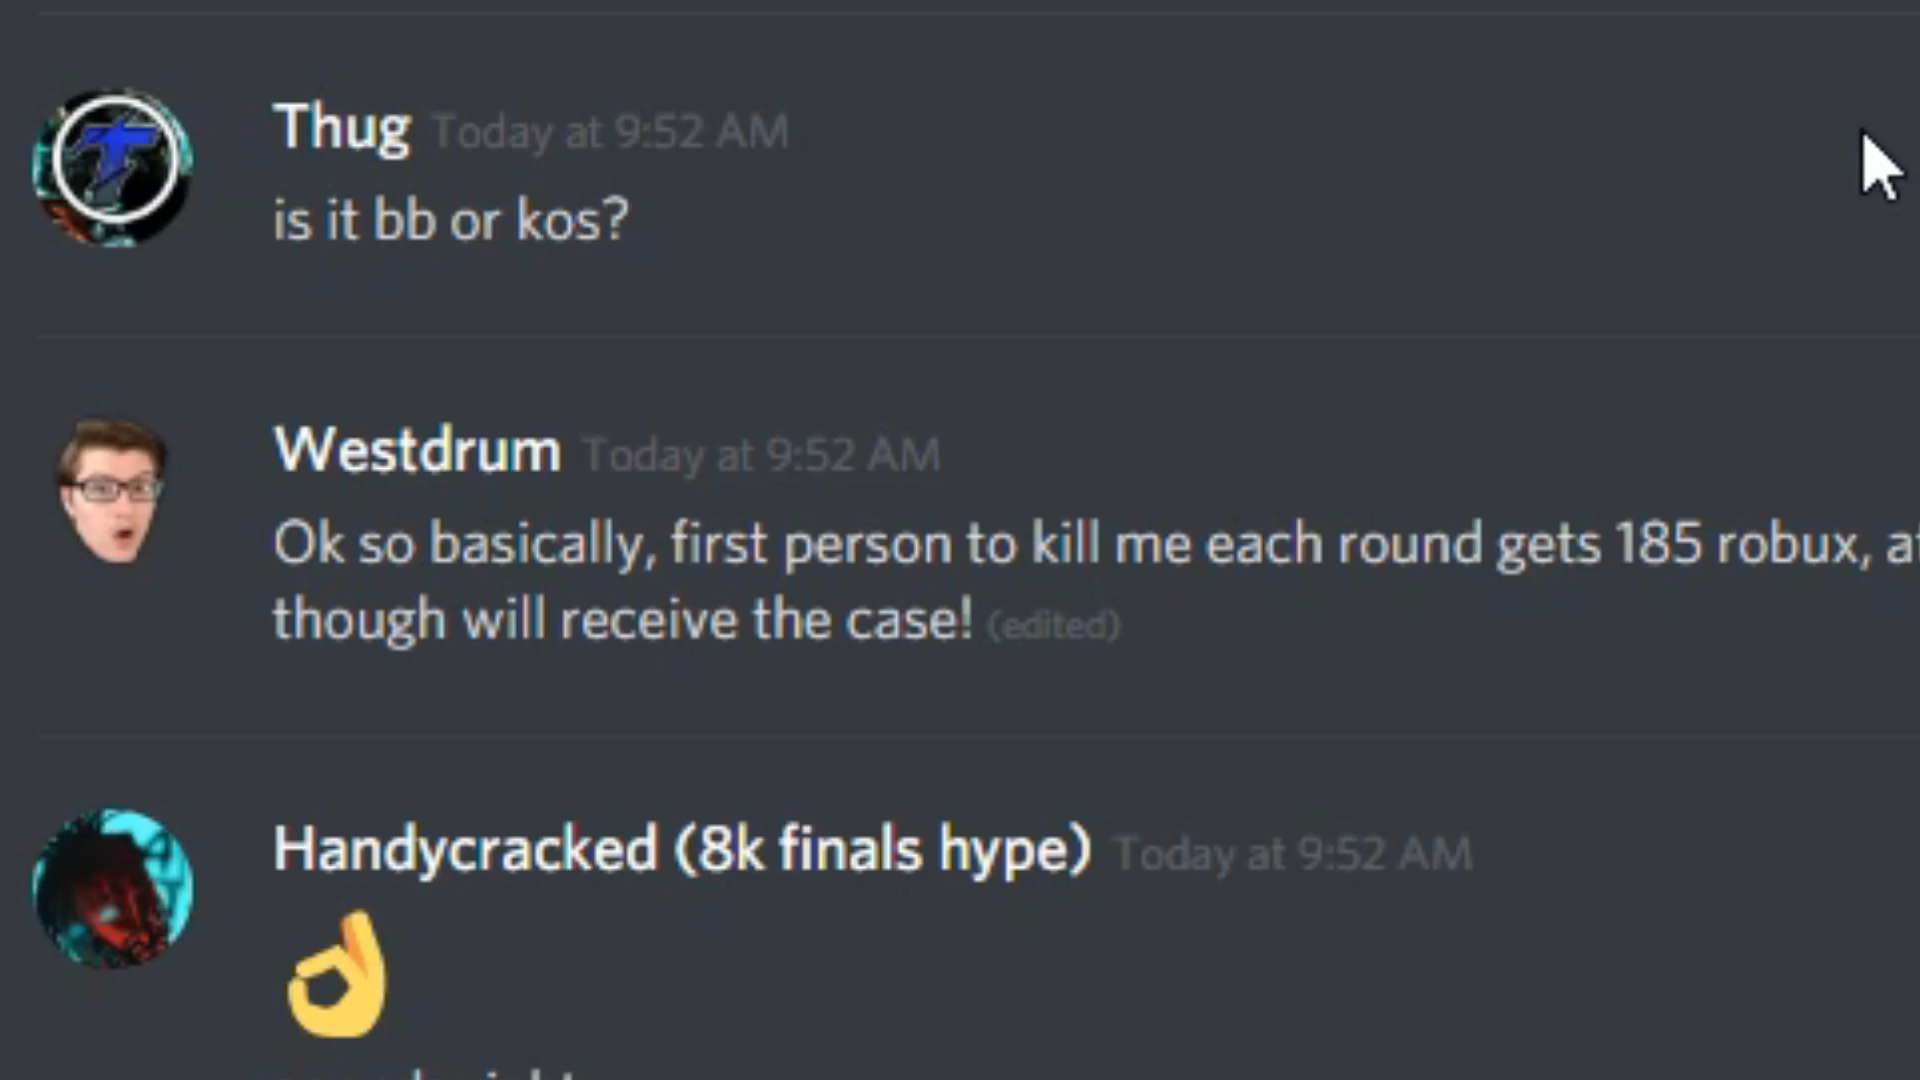 Thug Today at 9:52 AM
is it bb or kos?
Westdrum Today at 9:52 AM
Ok so basically, first person to kill me each round gets 185 robux,
though will receive the case! (edited)
Handycracked (8k finals hype) Today at 9:52 AM
👌